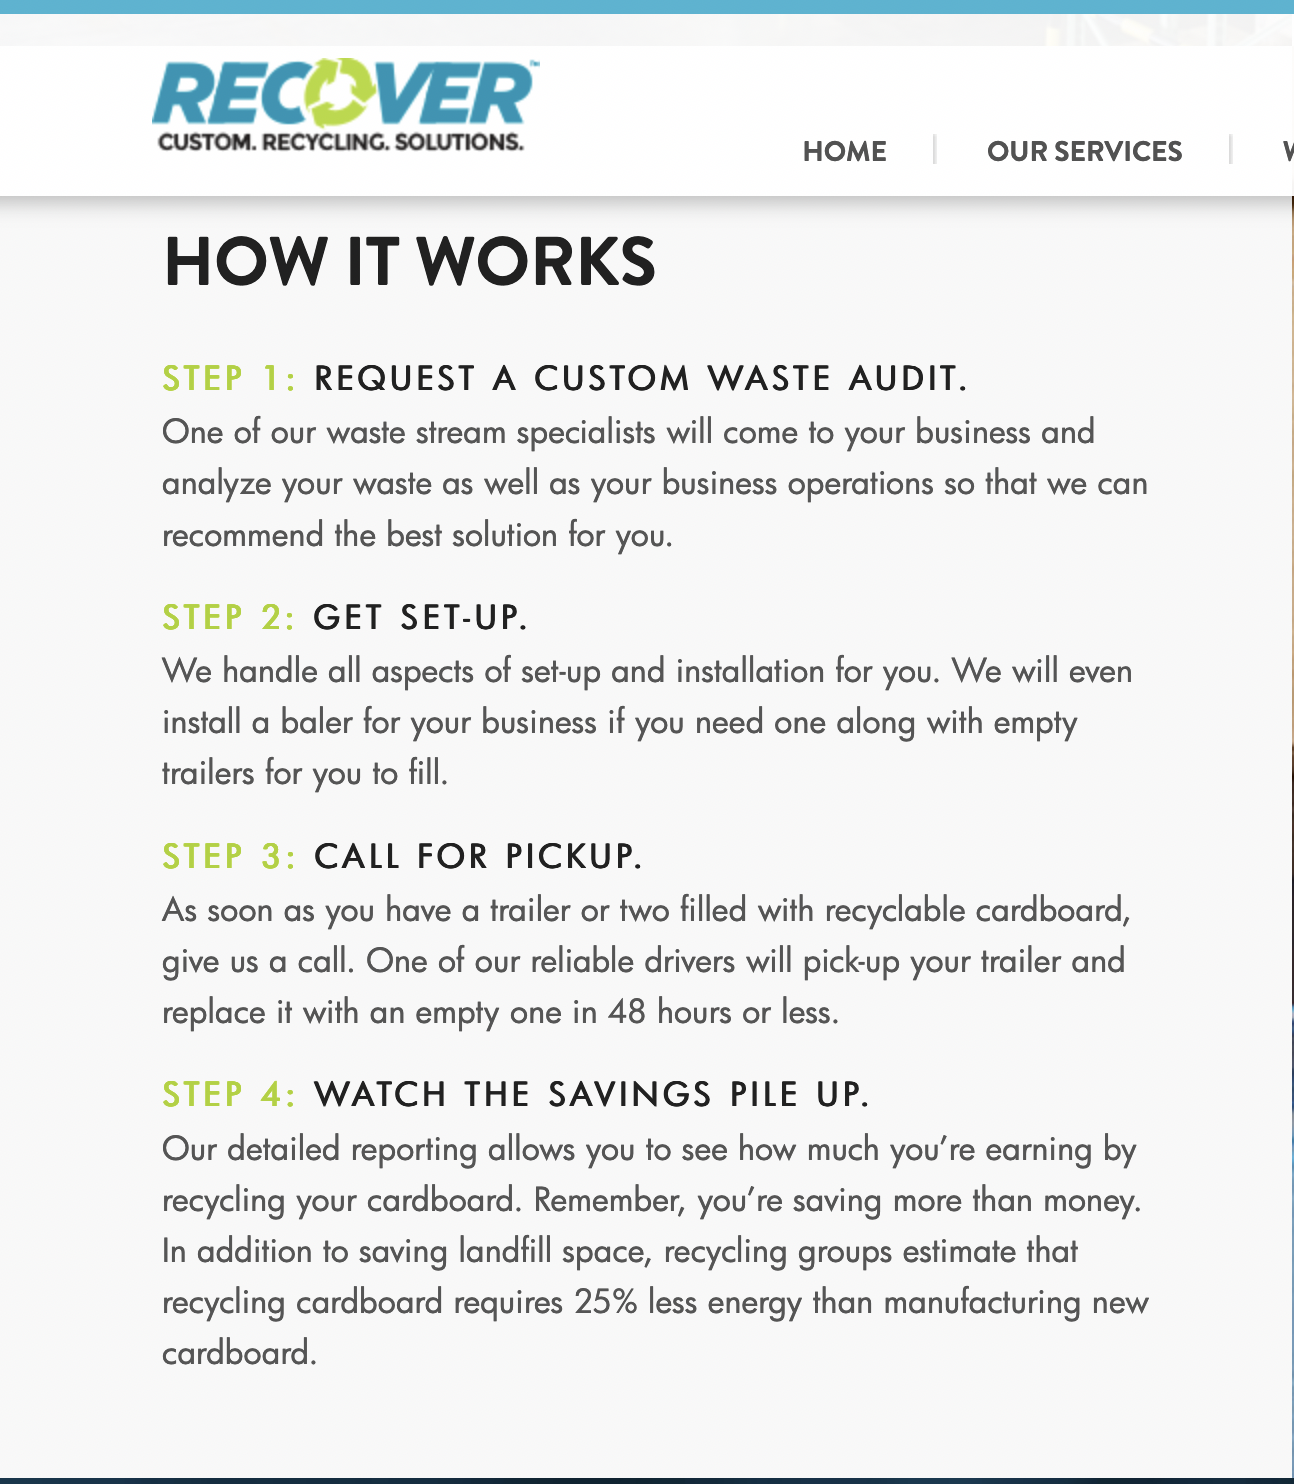 RECOVER™
CUSTOM. RECYCLING. SOLUTIONS.
HOME
OUR SERVICES
HOW IT WORKS
STEP 1: REQUEST A CUSTOM WASTE AUDIT.
One of our waste stream specialists will come to your business and
analyze your waste as well as your business operations so that we can
recommend the best solution for you.
STEP 2: GET SET-UP.
We handle all aspects of set-up and installation for you. We will even
install a baler for your business if you need one along with empty
trailers for you to fill.
STEP 3: CALL FOR PICKUP.
As soon as you have a trailer or two filled with recyclable cardboard,
give us a call. One of our reliable drivers will pick-up your trailer and
replace it with an empty one in 48 hours or less.
STEP 4: WATCH THE SAVINGS PILE UP.
Our detailed reporting allows you to see how much you’re earning by
recycling your cardboard. Remember, you’re saving more than money.
In addition to saving landfill space, recycling groups estimate that
recycling cardboard requires 25% less energy than manufacturing new
cardboard.